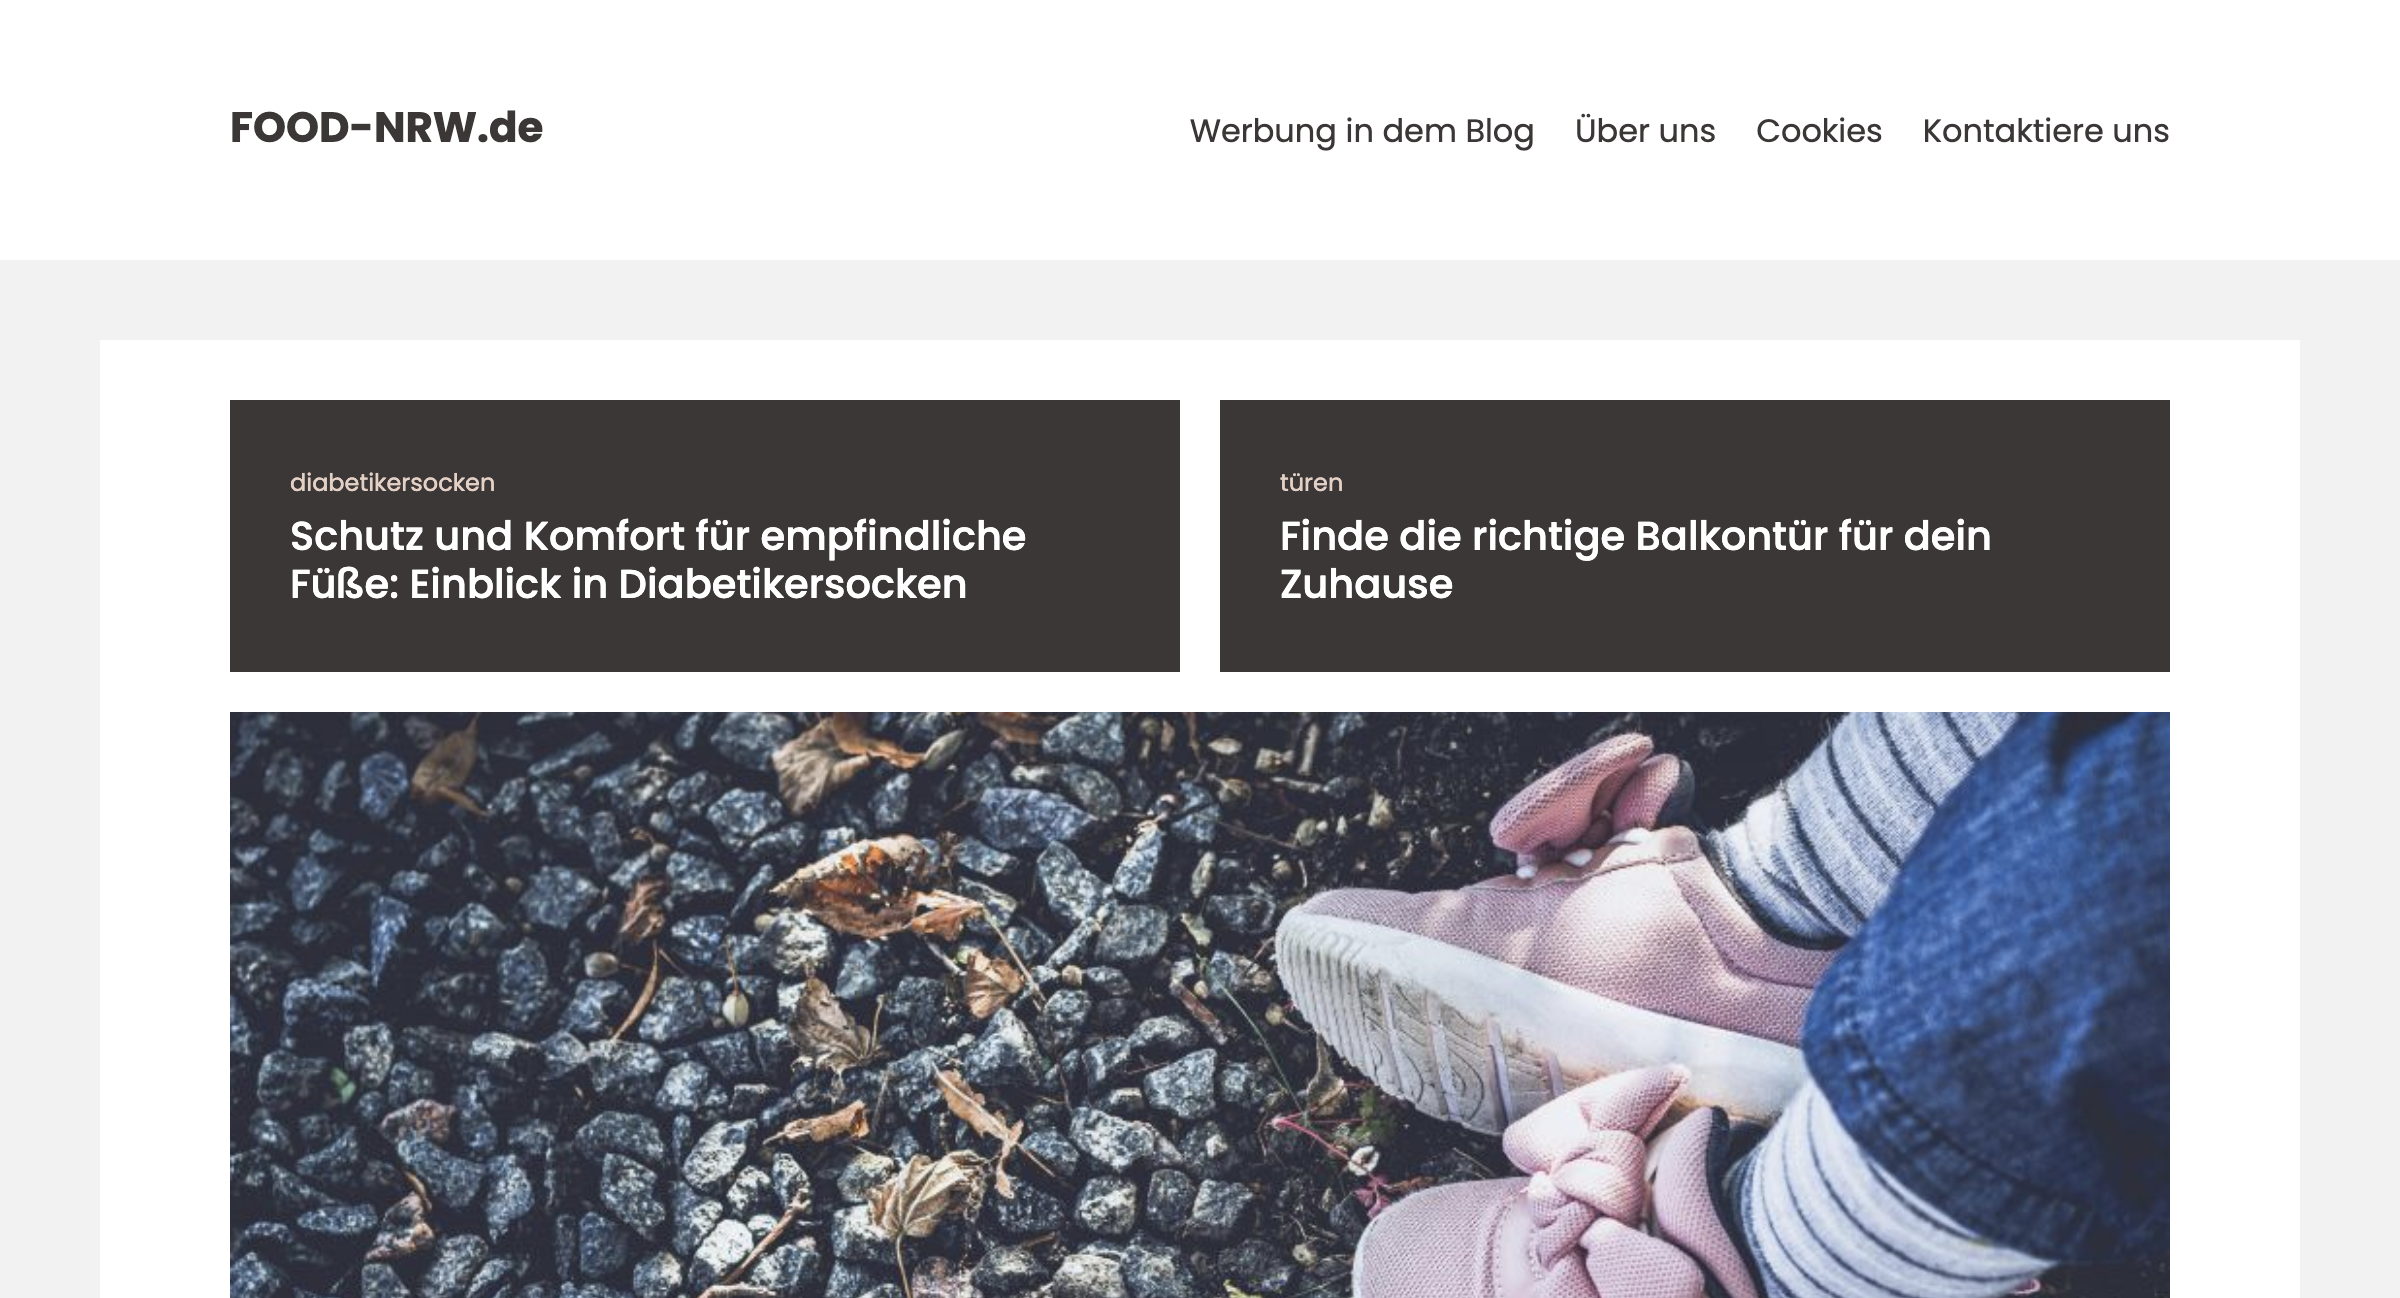 FOOD-NRW.de
Werbung in dem Blog Über uns Cookies Kontaktiere uns
diabetikersocken
Schutz und Komfort für empfindliche
Füße: Einblick in Diabetikersocken
türen
Finde die richtige Balkontür für dein
Zuhause